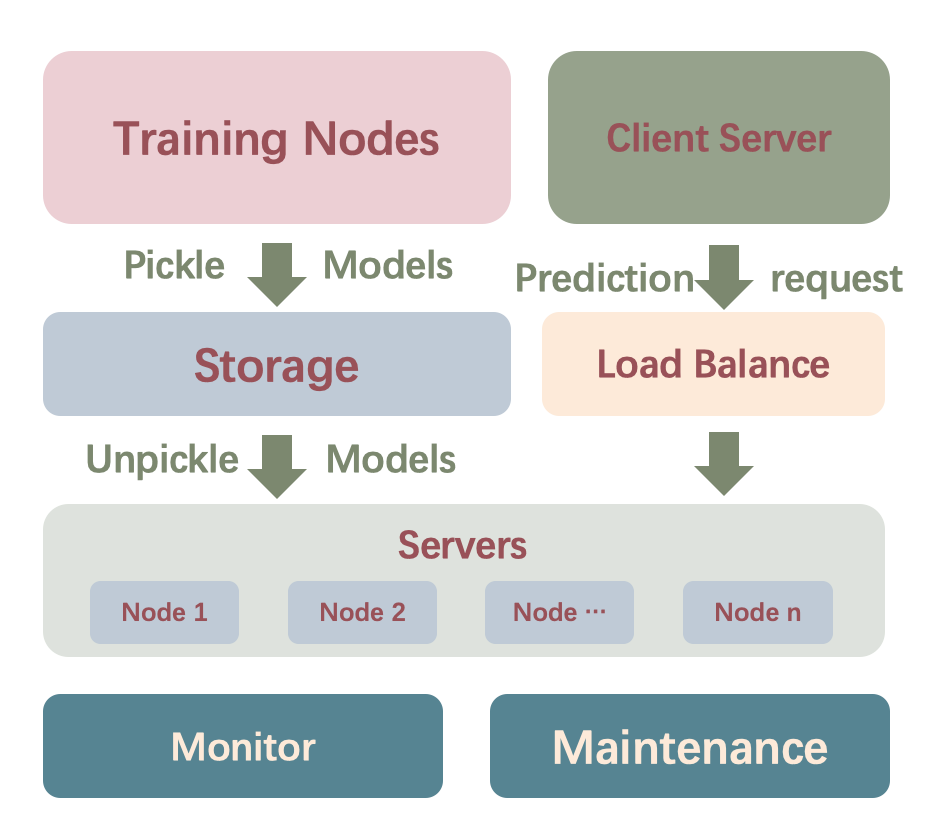 Training Nodes
Client Server
Pickle Models
Prediction request
Storage
Load Balance
Unpickle Models
Servers
Node 1
Node 2
Node ···
Node n
Monitor
Maintenance